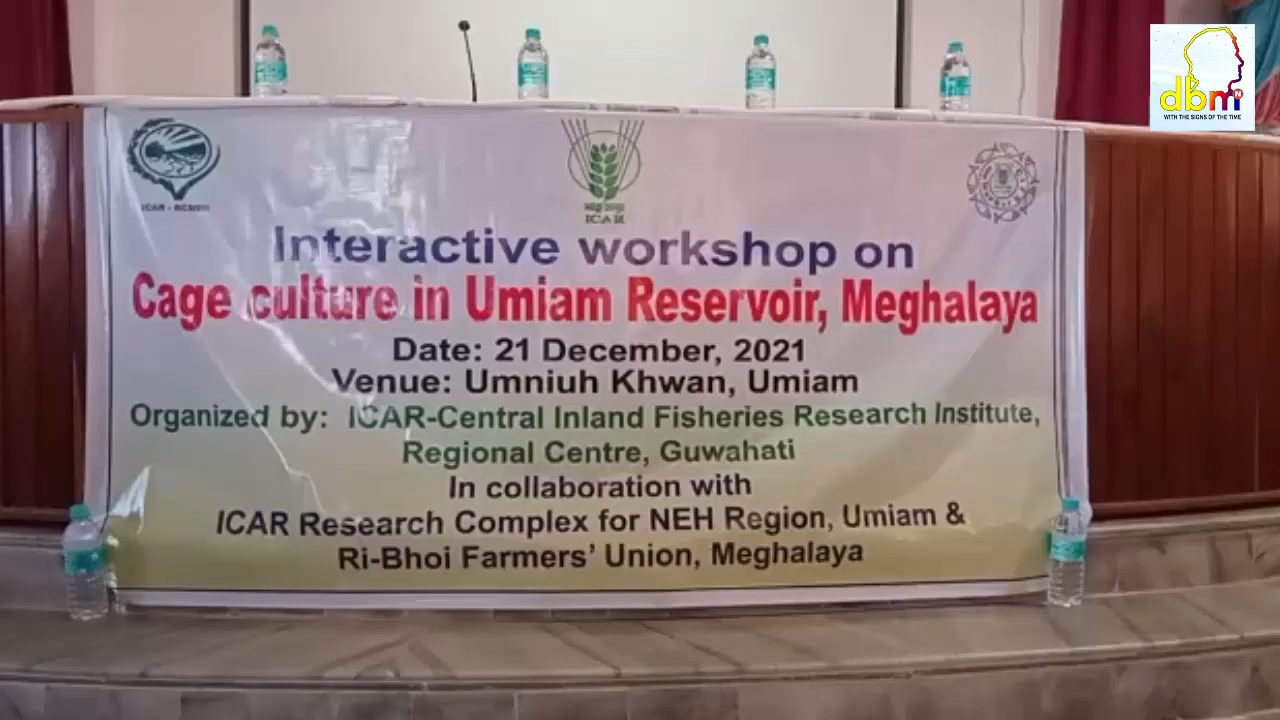 dbm N
WITH THE SIGNS OF THE TIME
ICAR
Interactive workshop on
Cage culture in Umiam Reservoir, Meghalaya
Date: 21 December, 2021
Venue: Umniuh Khwan, Umiam
Organized by: ICAR-Central Inland Fisheries Research Institute,
Regional Centre, Guwahati
In collaboration with
ICAR Research Complex for NEH Region, Umiam &
Ri-Bhoi Farmers' Union, Meghalaya